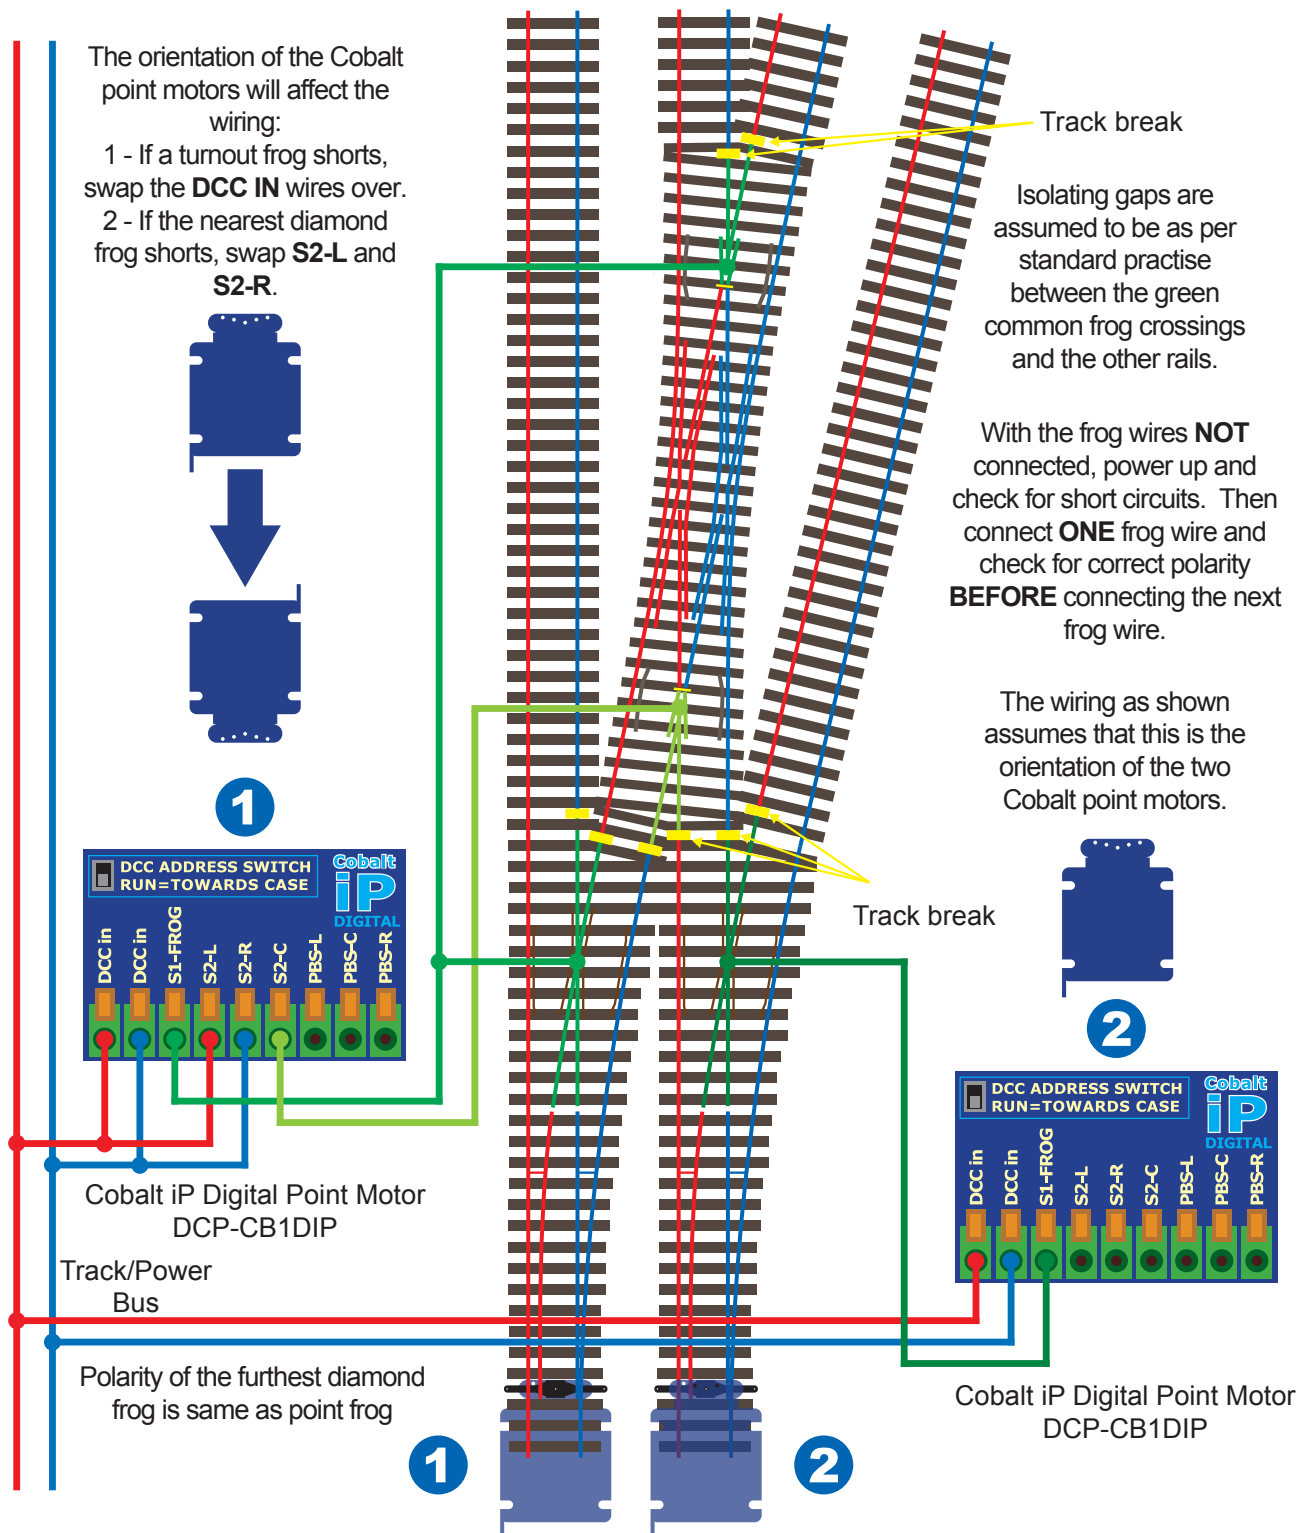 The orientation of the Cobalt
point motors will affect the
wiring:
1 - If a turnout frog shorts,
swap the DCC IN wires over.
2 - If the nearest diamond
frog shorts, swap S2-L and
S2-R.
Track break
Isolating gaps are
assumed to be as per
standard practise
between the green
common frog crossings
and the other rails.
With the frog wires NOT
connected, power up and
check for short circuits. Then
connect ONE frog wire and
check for correct polarity
BEFORE connecting the next
frog wire.
The wiring as shown
assumes that this is the
orientation of the two
Cobalt point motors.
1
DCC ADDRESS SWITCH
RUN=TOWARDS CASE
Cobalt
iP
DIGITAL
DCC in
DCC in
S1-FROG
S2-L
S2-R
S2-C
PBS-L
PBS-C
PBS-R
Track break
2
DCC ADDRESS SWITCH
RUN=TOWARDS CASE
Cobalt
iP
DIGITAL
DCC in
DCC in
S1-FROG
S2-L
S2-R
S2-C
PBS-L
PBS-C
PBS-R
Cobalt iP Digital Point Motor
DCP-CB1DIP
Track/Power
Bus
Polarity of the furthest diamond
frog is same as point frog
Cobalt iP Digital Point Motor
DCP-CB1DIP
1
2